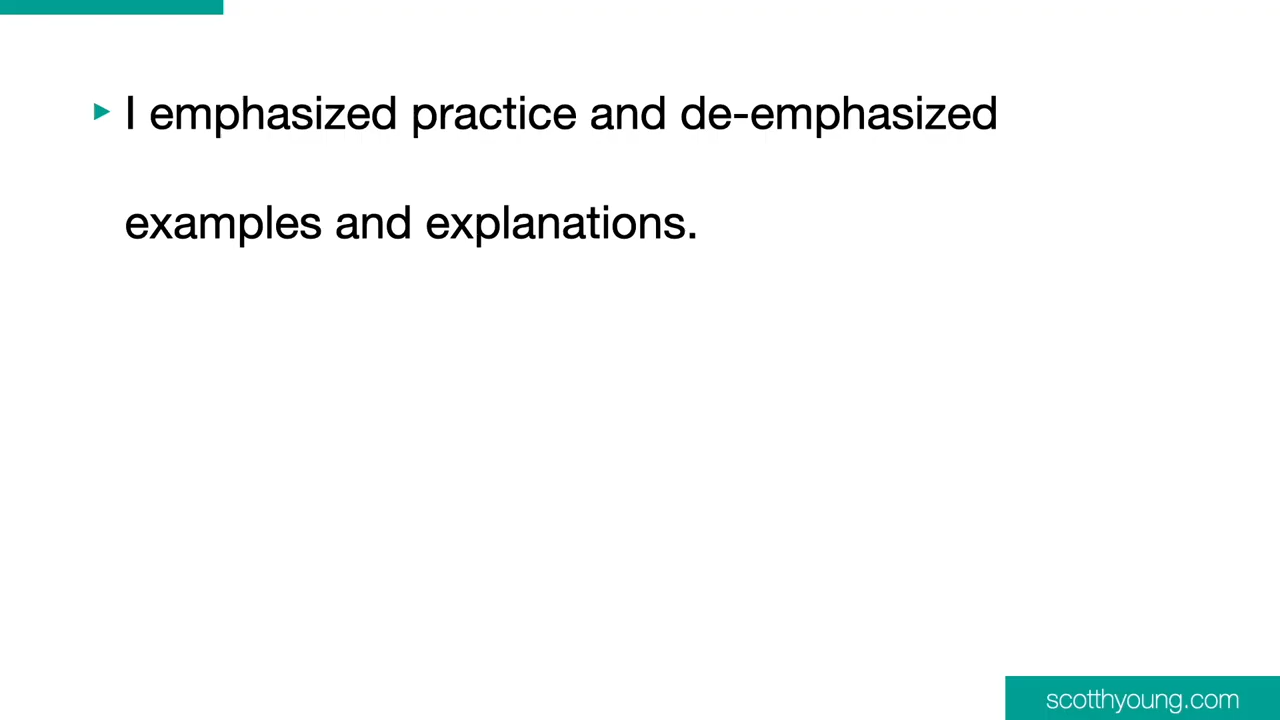 ▸ I emphasized practice and de-emphasized
examples and explanations.
scotthyoung.com